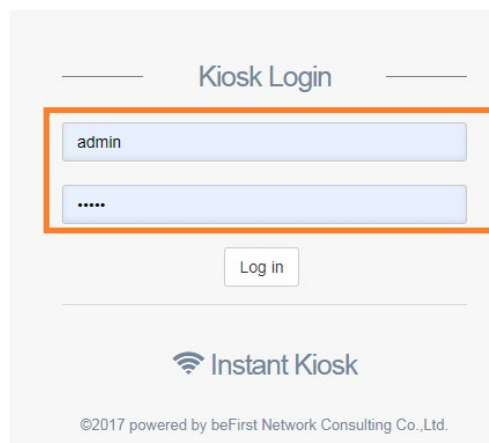 Kiosk Login
admin
•••••
Log in
Instant Kiosk
©2017 powered by beFirst Network Consulting Co.,Ltd.